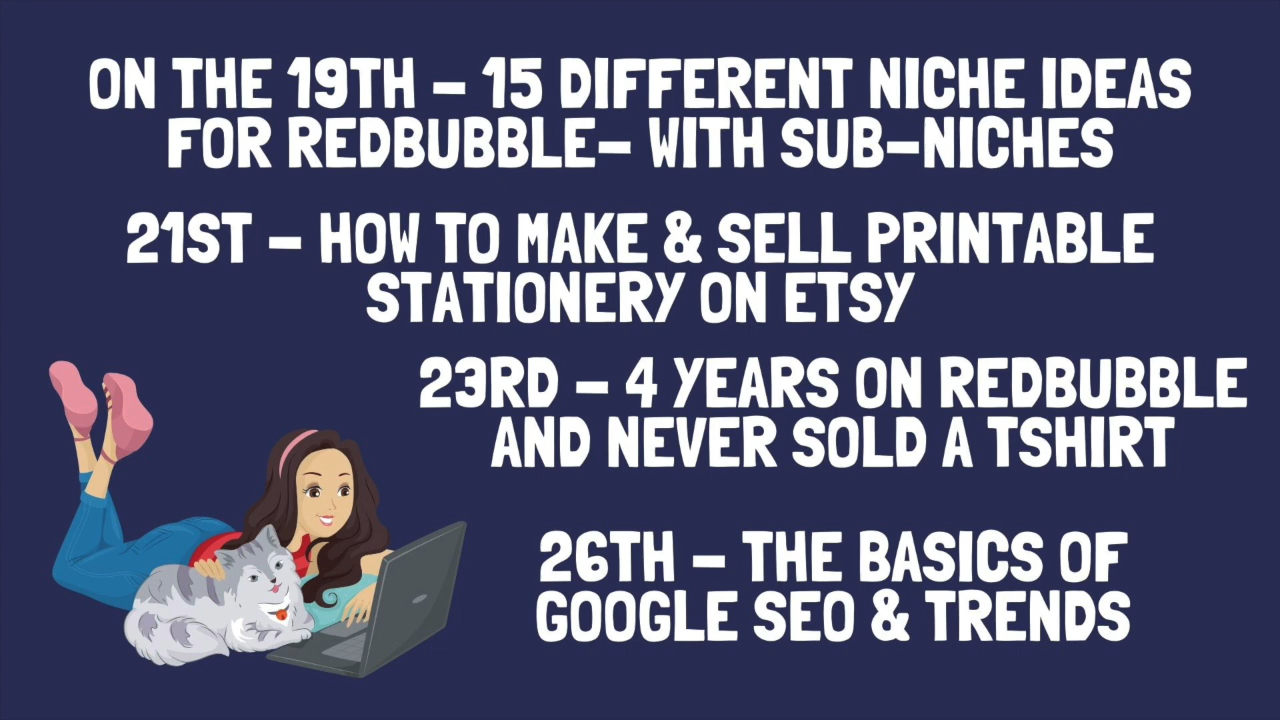 ON THE 19TH – 15 DIFFERENT NICHE IDEAS
FOR REDBUBBLE– WITH SUB–NICHES
21ST – HOW TO MAKE & SELL PRINTABLE
STATIONERY ON ETSY
23RD – 4 YEARS ON REDBUBBLE
AND NEVER SOLD A TSHIRT
26TH – THE BASICS OF
GOOGLE SEO & TRENDS